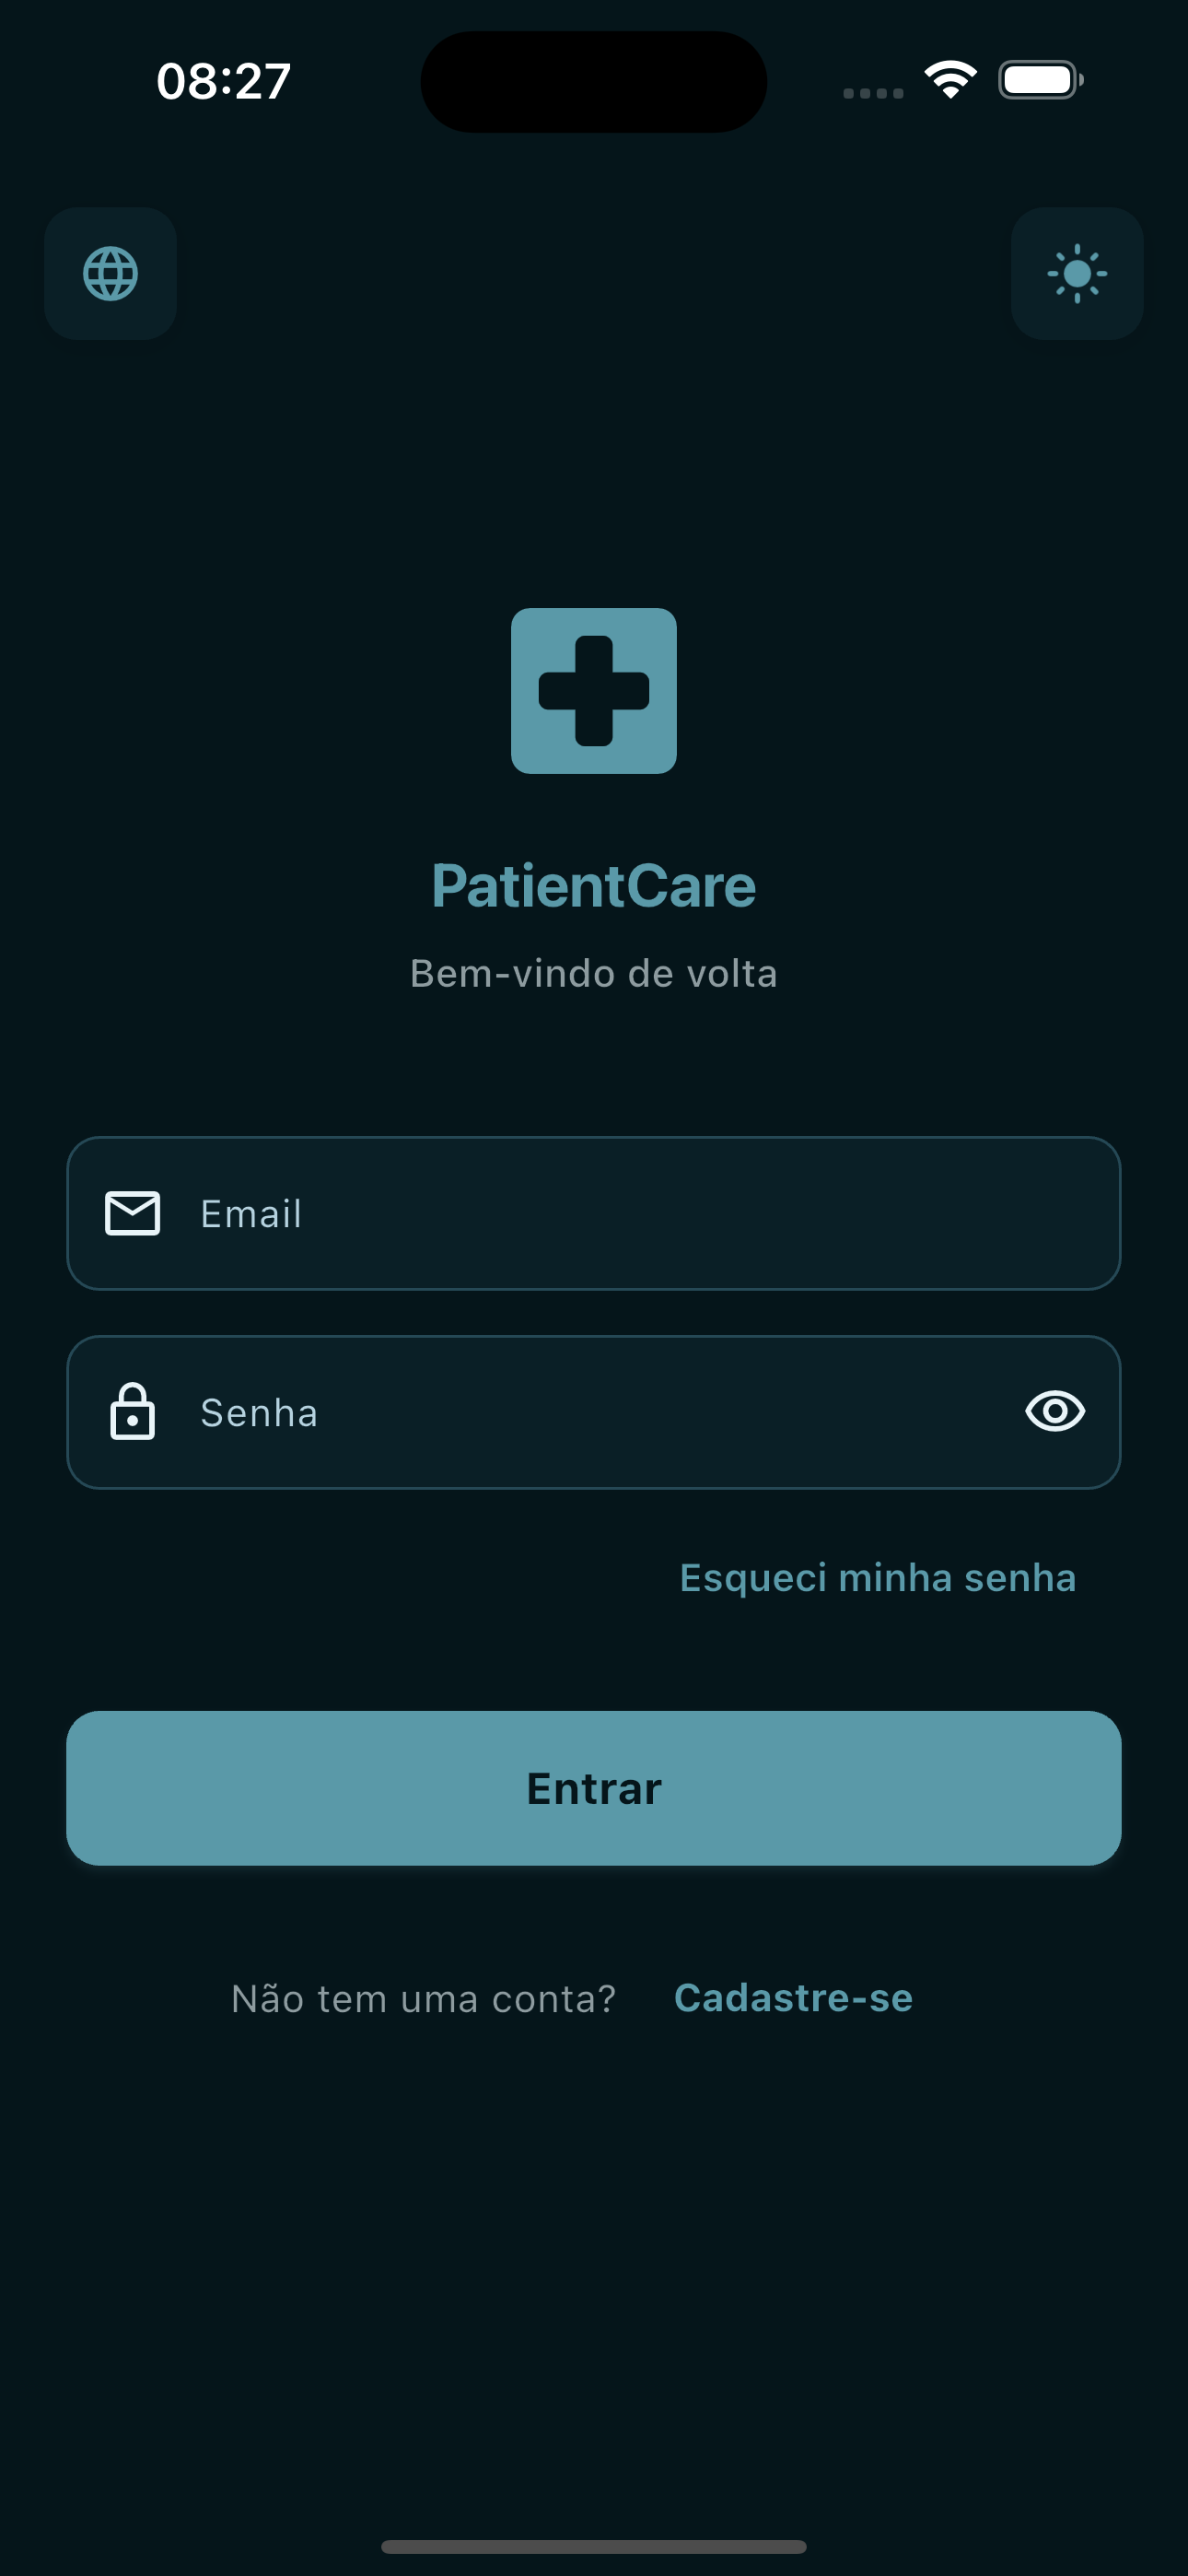 08:27
PatientCare
Bem-vindo de volta
Email
Senha
Esqueci minha senha
Entrar
Não tem uma conta? Cadastre-se